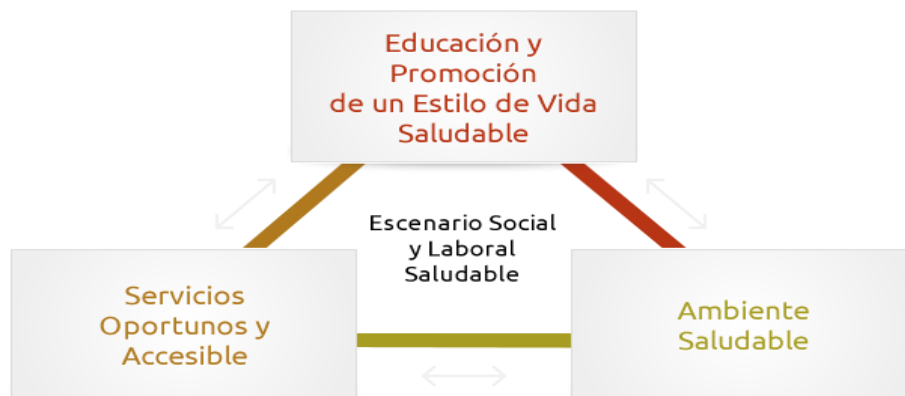 Educación y
Promoción
de un Estilo de Vida
Saludable
Escenario Social
y Laboral
Saludable
Servicios
Oportunos y
Accesible
Ambiente
Saludable